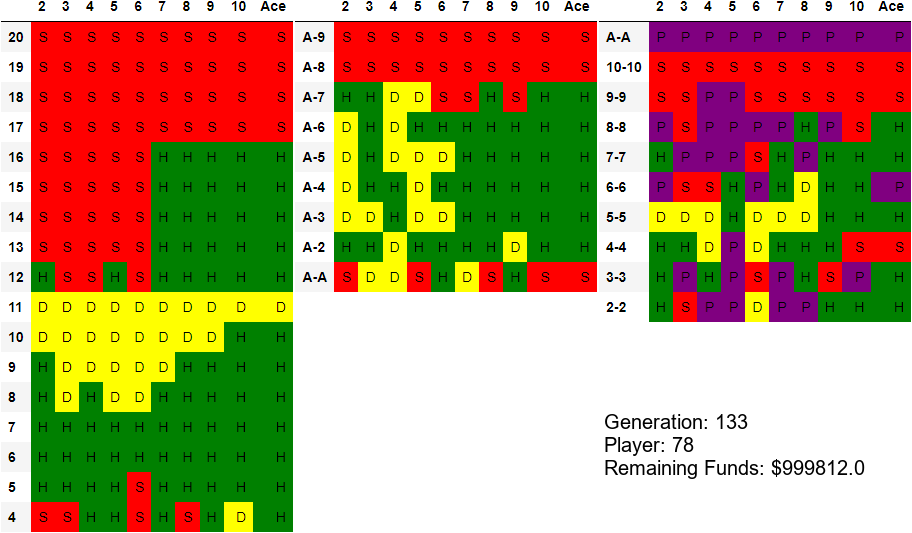 2 3 4 5 6 7 8 9 10 Ace 2 3 4 5 6 7 8 9 10 Ace 2 3 4 5 6 7 8 9 10 Ace
20 S S S S S S S S S S A-9 S S S S S S S S S S A-A P P P P P P P P P P
19 S S S S S S S S S S A-8 S S S S S S S S S S 10-10 S S S S S S S S S S
18 S S S S S S S S S S A-7 H H D D S S H S H H 9-9 S S P P S S S S S S
17 S S S S S S S S S S A-6 D H D H H H H H H H 8-8 P S P P P P H P S H
16 S S S S S H H H H H A-5 D H D D D H H H H H 7-7 H P P P S H P H H H
15 S S S S S H H H H H A-4 D H H D H H H H H H 6-6 P S S H P H D H H P
14 S S S S S H H H H H A-3 D D H D D H H H H H 5-5 D D D H D D D H H H
13 S S S S S H H H H H A-2 H H D H H H H D H H 4-4 H H D P D H H H S S
12 H S S H S H H H H H A-A S D D S H D S H S S 3-3 H P H P S P H S P H
11 D D D D D D D D D D 2-2 H S P P D P P H H H
10 D D D D D D D D H H
9 H D D D D D H H H H
8 H D H D D H H H H H
7 H H H H H H H H H H
6 H H H H H H H H H H
5 H H H H S H H H H H
4 S S H H S H S H D H
Generation: 133
Player: 78
Remaining Funds: $999812.0